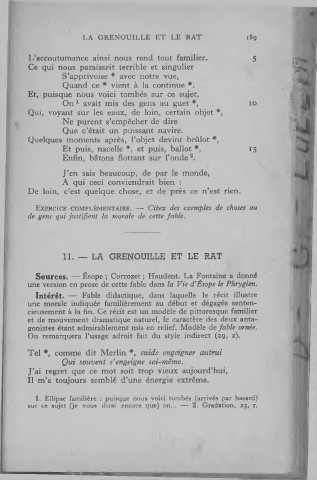 LA GRENOUILLE ET LE RAT 189
L'accoutumance ainsi nous rend tout familier. 5
Ce qui nous paraissait terrible et singulier
S'apprivoise * avec notre vue,
Quand ce * vient à la continue *.
Et, puisque nous voici tombés sur ce sujet,
On¹ avait mis des gens au guet *, 10
Qui, voyant sur les eaux, de loin, certain objet *,
Ne purent s'empêcher de dire
Que c'était un puissant navire.
Quelques moments après, l'objet devint brûlot *,
Et puis, nacelle *, et puis, ballot *, 15
Enfin, bâtons flottant sur l'onde².
J'en sais beaucoup, de par le monde,
A qui ceci conviendrait bien :
De loin, c'est quelque chose, et de près ce n'est rien.
EXERCICE COMPLÉMENTAIRE. — Citez des exemples de choses ou
de gens qui justifient la morale de cette fable.
11. — LA GRENOUILLE ET LE RAT
Sources. — Ésope ; Corrozet ; Haudent. La Fontaine a donné
une version en prose de cette fable dans la Vie d'Ésope le Phrygien.
Intérêt. — Fable didactique, dans laquelle le récit illustre
une morale indiquée familièrement au début et dégagée senten-
cieusement à la fin. Ce récit est un modèle de pittoresque familier
et de mouvement dramatique naturel, le caractère des deux anta-
gonistes étant admirablement mis en relief. Modèle de fable ornée.
On remarquera l'usage adroit fait du style indirect (29, 2).
Tel *, comme dit Merlin *, cuide engeigner autrui
Qui souvent s'engeigne soi-même.
J'ai regret que ce mot soit trop vieux aujourd'hui,
Il m'a toujours semblé d'une énergie extrême.
1. Ellipse familière : puisque nous voici tombés (arrivés par hasard)
sur ce sujet (je vous dirai encore que) on... — 2. Gradation, 23, 1.